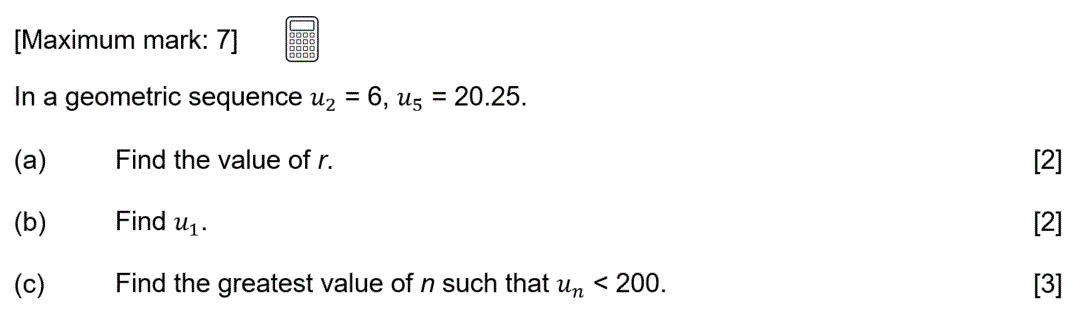 [Maximum mark: 7]
In a geometric sequence u₂ = 6, u₅ = 20.25.
(a) Find the value of r. [2]
(b) Find u₁. [2]
(c) Find the greatest value of n such that uₙ < 200. [3]